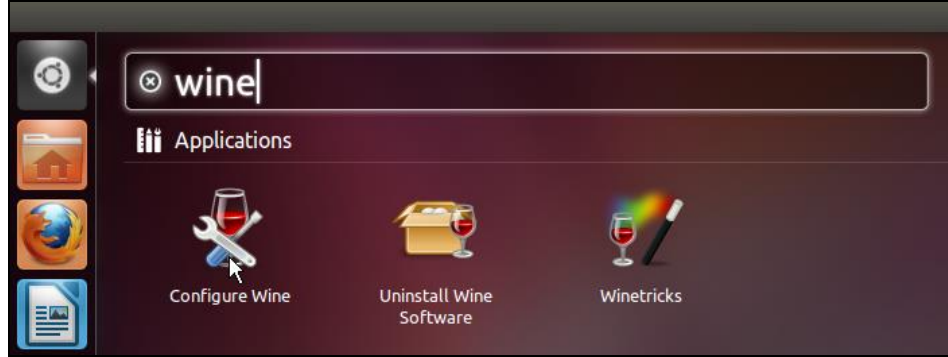 wine
Applications
Configure Wine
Uninstall Wine
Software
Winetricks